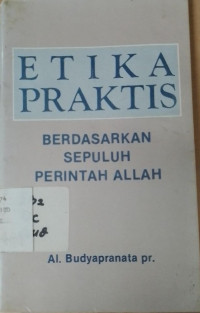 ETIKA
PRAKTIS
BERDASARKAN
SEPULUH
PERINTAH ALLAH
Al. Budyapranata pr.